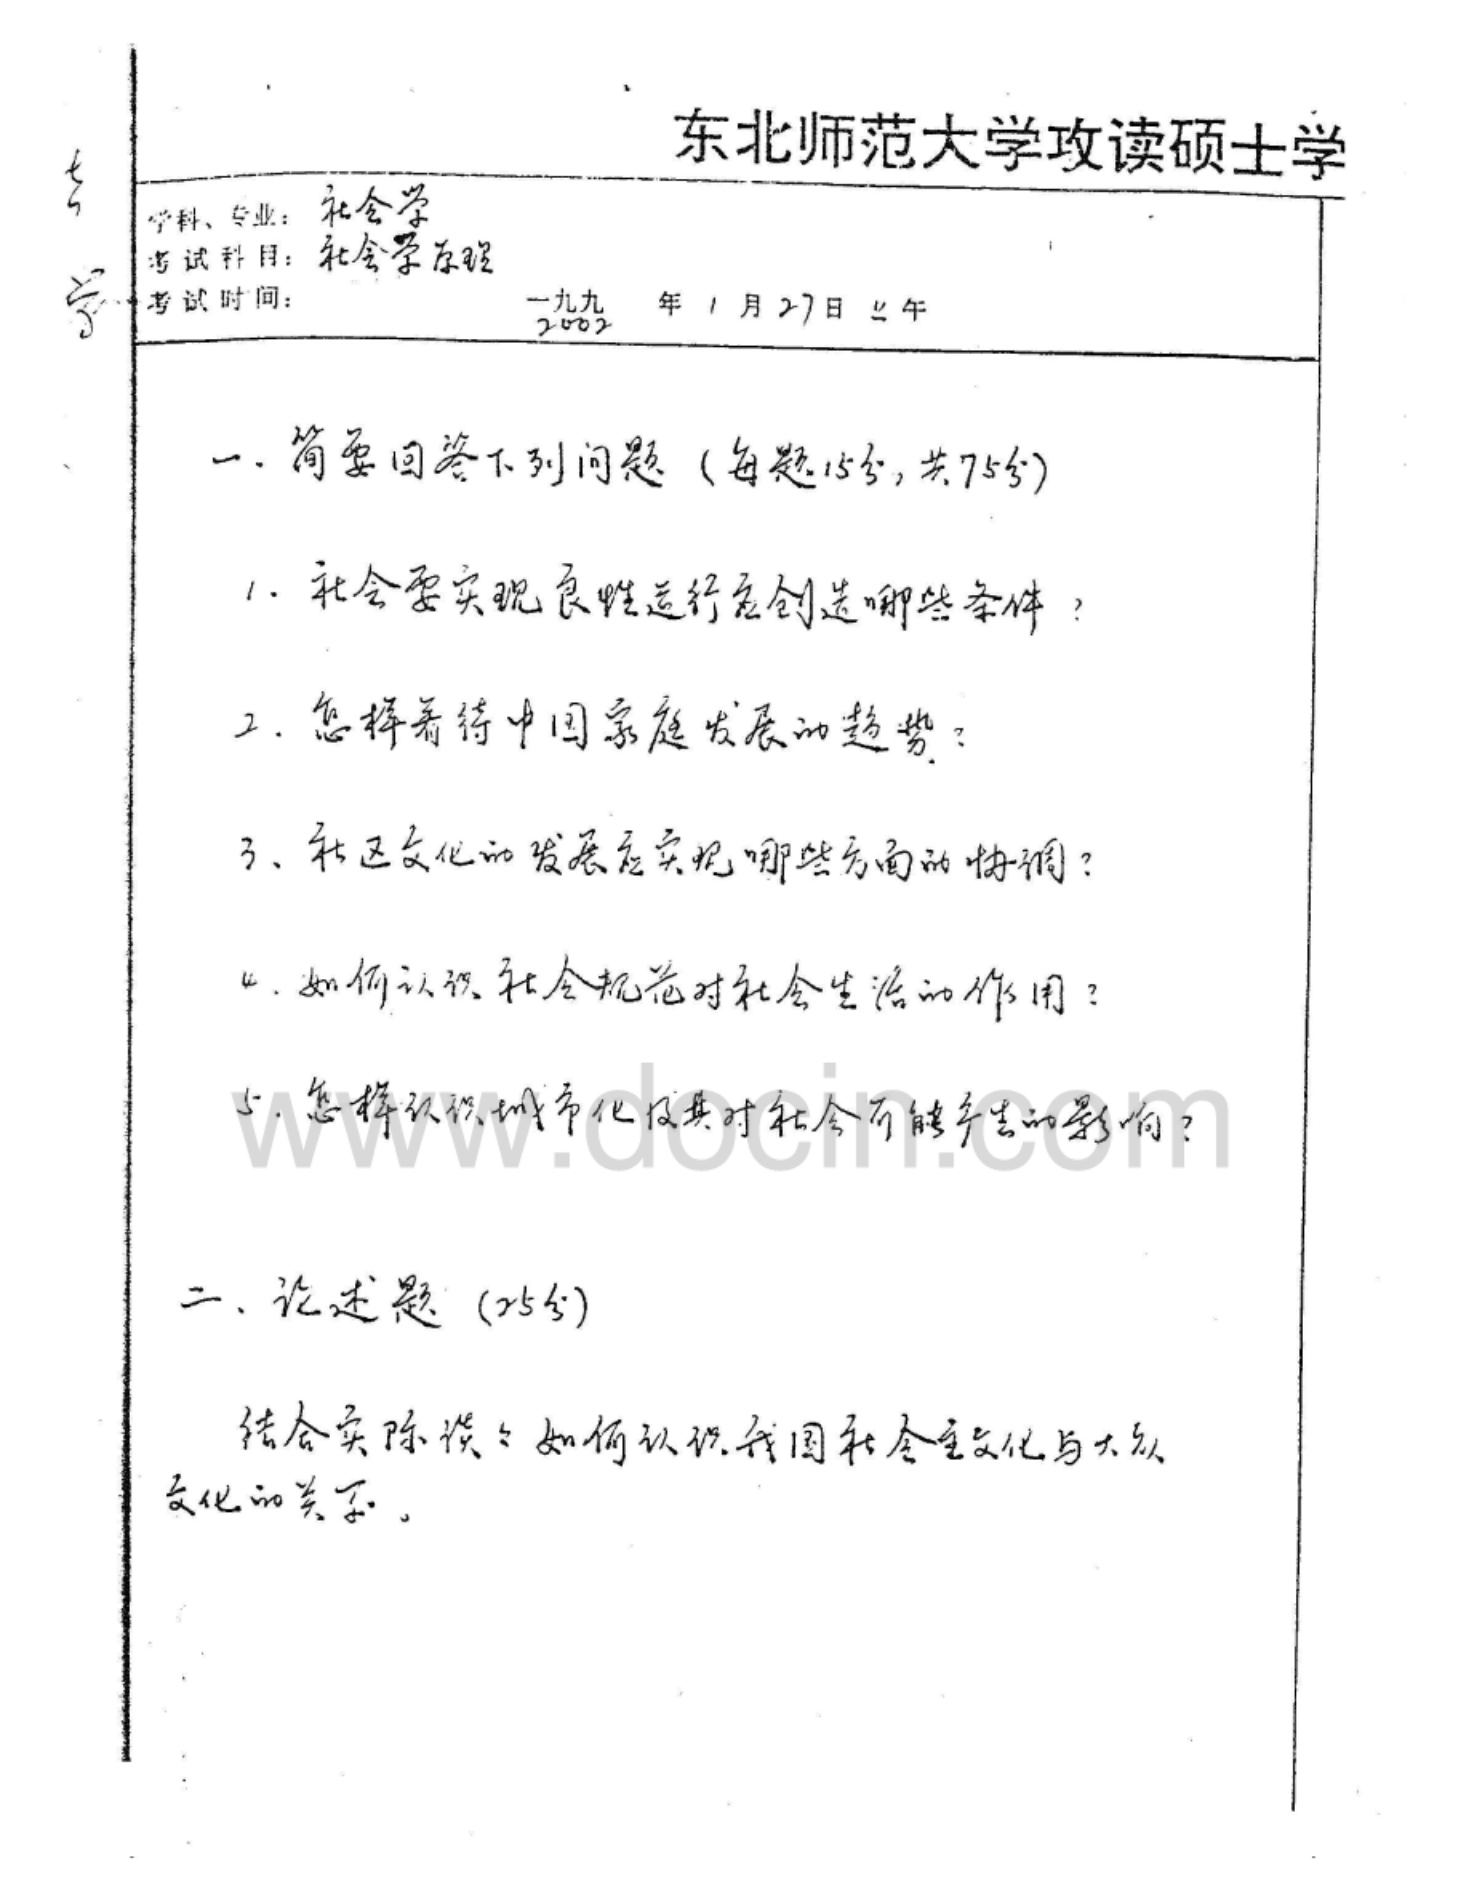 东北师范大学攻读硕士学
学科、专业: 社会学
考试科目: 社会学原理
考试时间: 一九九 年 1 月 27 日 上午
2002
一、简要回答下列问题 (每题15分, 共75分)
1. 社会要实现良性运行应创造哪些条件?
2. 怎样看待中国家庭发展的趋势?
3、社区文化的发展应实现哪些方面的协调?
4. 如何认识社会规范对社会生活的作用?
5. 怎样认识城市化及其对社会可能产生的影响?
www.docin.com
二、论述题 (25分)
结合实际谈々如何认识我国社会主文化与大众
文化的关系。